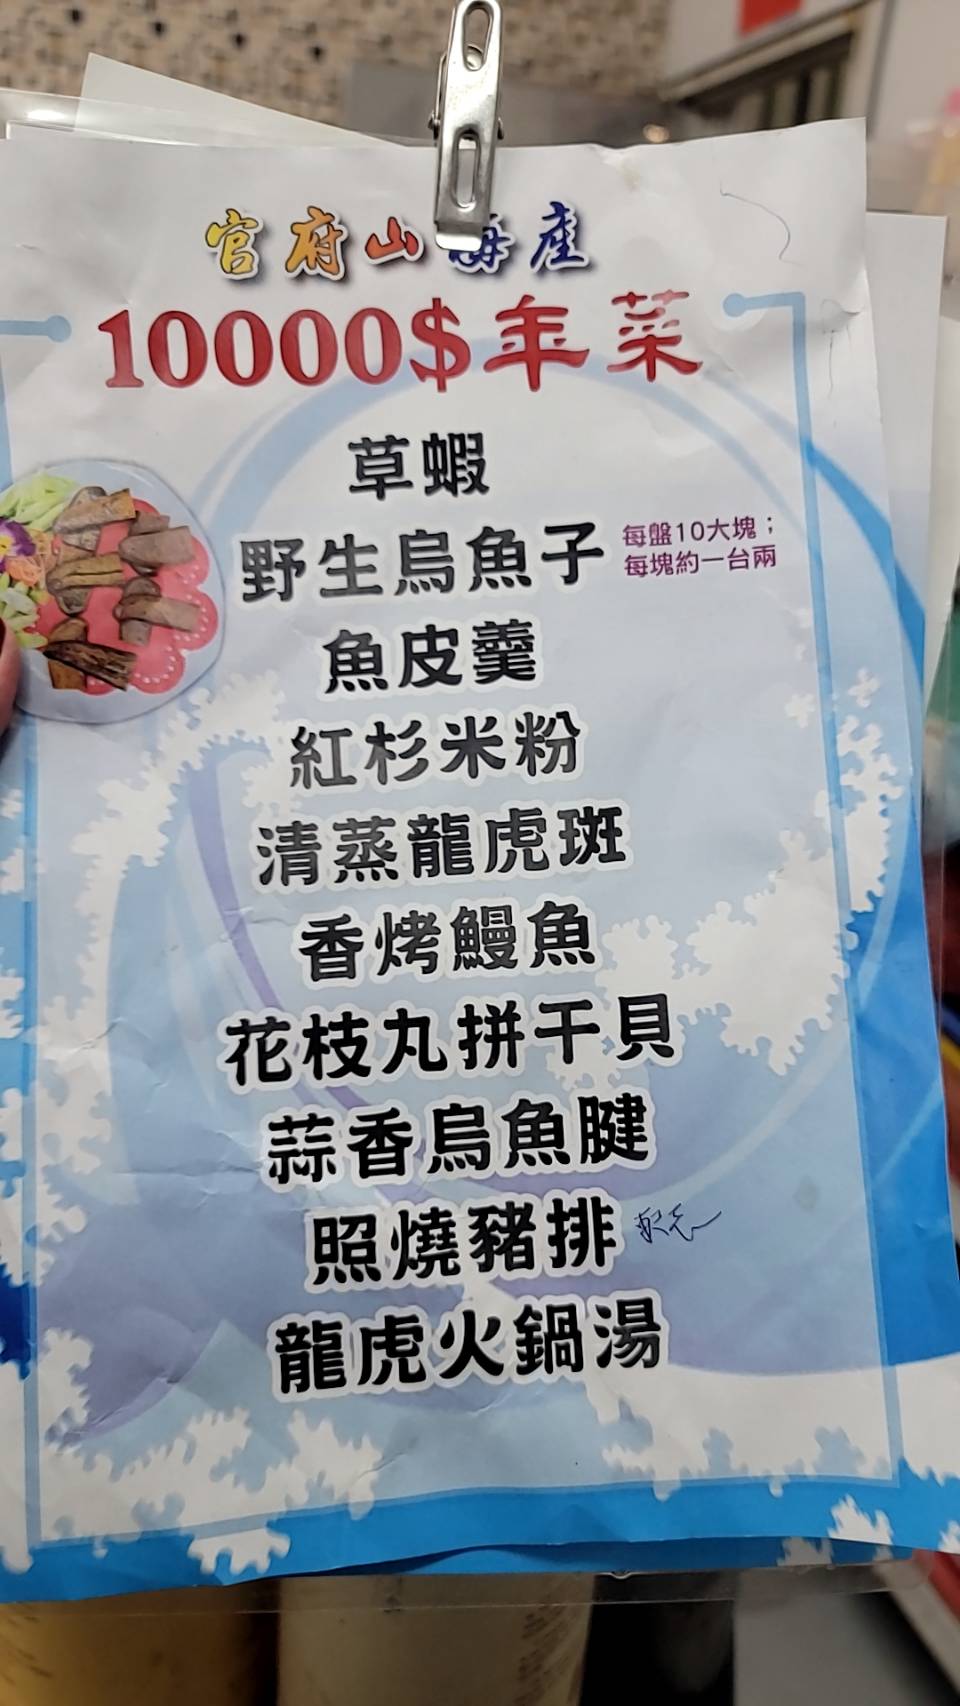 官府山海產
10000$年菜
草蝦
野生烏魚子
每盤10大塊；
每塊約一台兩
魚皮羹
紅杉米粉
清蒸龍虎斑
香烤鰻魚
花枝丸拼干貝
蒜香烏魚腱
照燒豬排
龍虎火鍋湯